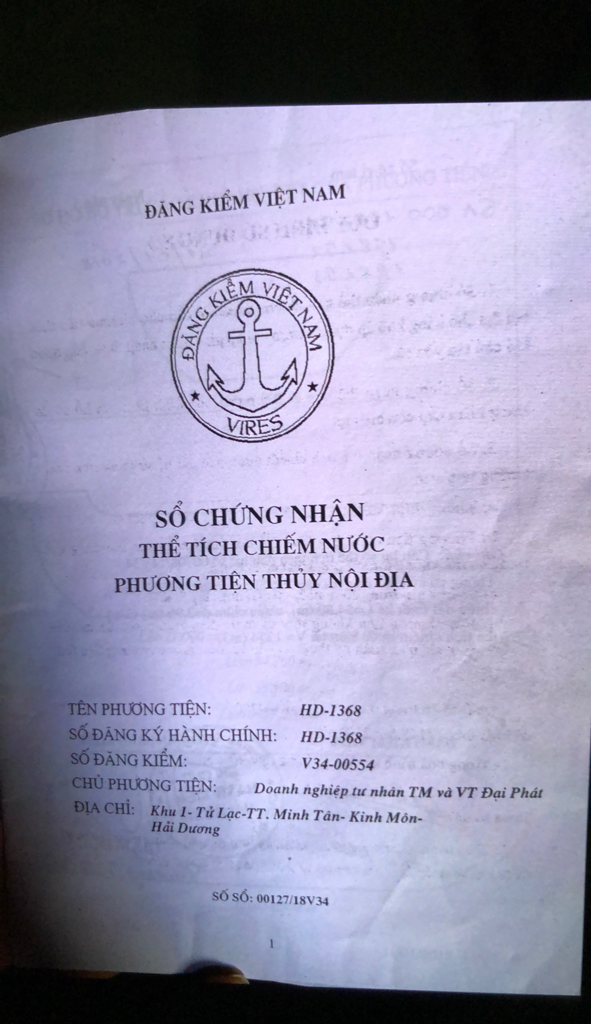 ĐĂNG KIỂM VIỆT NAM
ĐĂNG KIỂM VIỆT NAM
VIRES
SỔ CHỨNG NHẬN
THỂ TÍCH CHIẾM NƯỚC
PHƯƠNG TIỆN THỦY NỘI ĐỊA
TÊN PHƯƠNG TIỆN: HD-1368
SỐ ĐĂNG KÝ HÀNH CHÍNH: HD-1368
SỐ ĐĂNG KIỂM: V34-00554
CHỦ PHƯƠNG TIỆN: Doanh nghiệp tư nhân TM và VT Đại Phát
ĐỊA CHỈ: Khu 1- Tử Lạc-TT. Minh Tân- Kinh Môn-
Hải Dương
SỐ SỔ: 00127/18V34
1